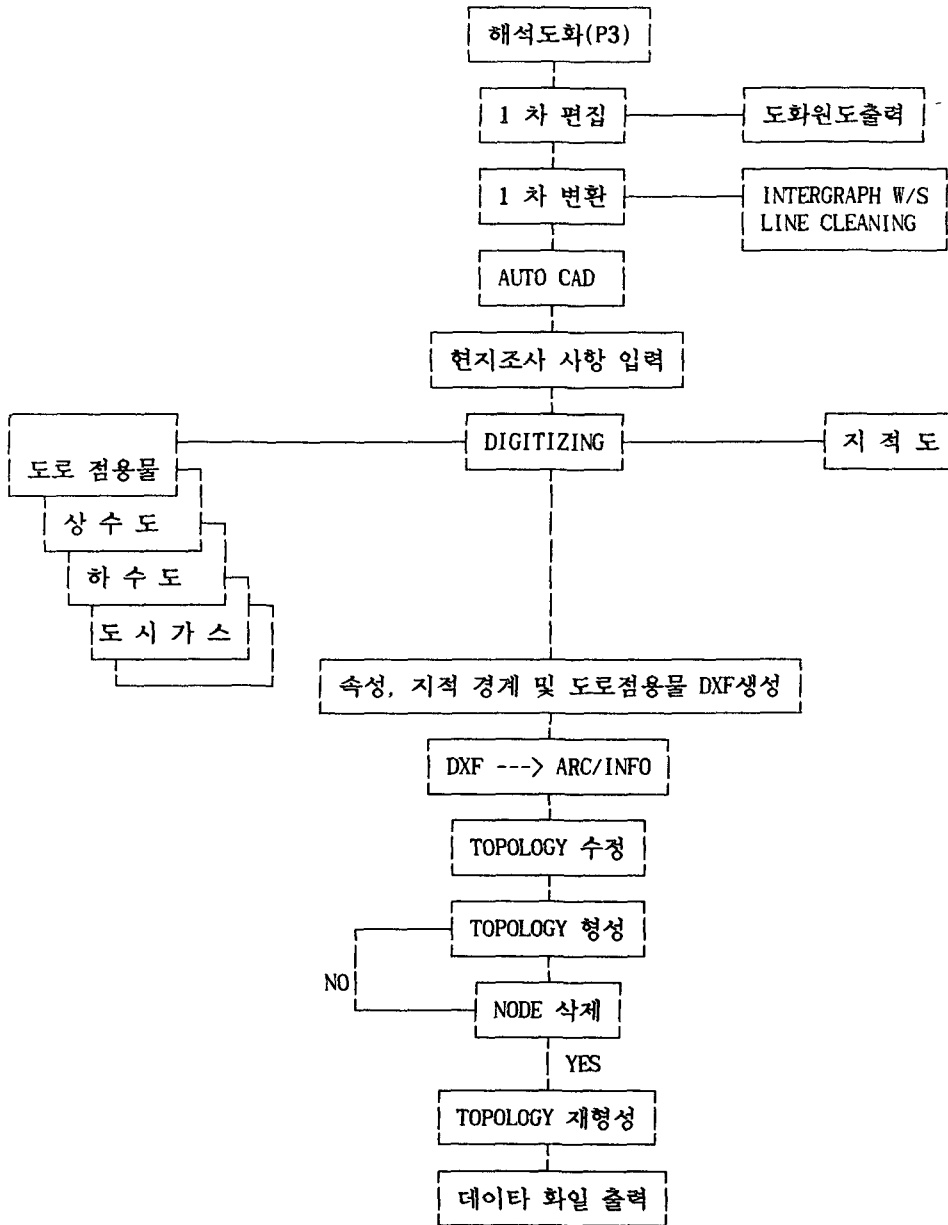 해석도화(P3)
1 차 편집
도화원도출력
1 차 변환
INTERGRAPH W/S
LINE CLEANING
AUTO CAD
현지조사 사항 입력
DIGITIZING
지 적 도
도로 점용물
상 수 도
하 수 도
도 시 가 스
속성, 지적 경계 및 도로점용물 DXF생성
DXF ---> ARC/INFO
TOPOLOGY 수정
TOPOLOGY 형성
NO
NODE 삭제
YES
TOPOLOGY 재형성
데이타 화일 출력